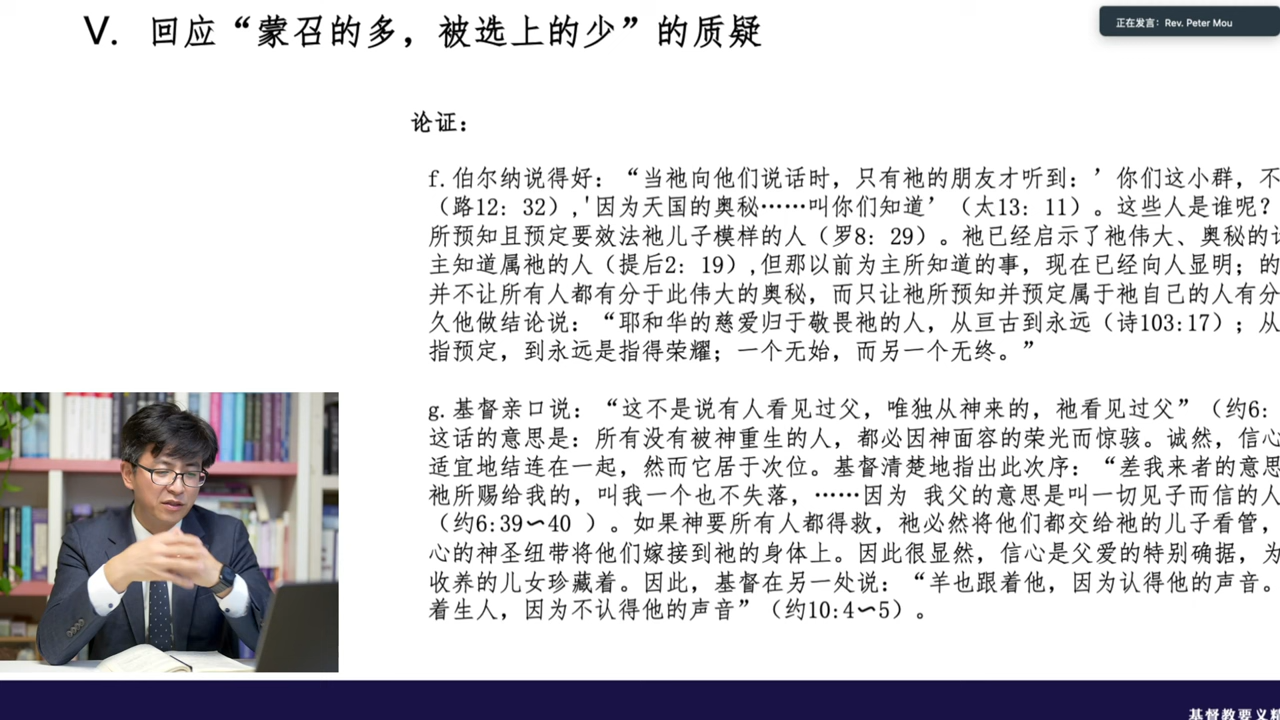 V. 回应“蒙召的多，被选上的少”的质疑
正在发言：Rev. Peter Mou
论证：
f.伯尔纳说得好：“当祂向他们说话时，只有祂的朋友才听到：’你们这小群，不
（路12：32）,'因为天国的奥秘……叫你们知道’（太13：11）。这些人是谁呢？
所预知且预定要效法祂儿子模样的人（罗8：29）。祂已经启示了祂伟大、奥秘的计
主知道属祂的人（提后2：19）,但那以前为主所知道的事，现在已经向人显明；的
并不让所有人都有分于此伟大的奥秘，而只让祂所预知并预定属于祂自己的人有分
久他做结论说：“耶和华的慈爱归于敬畏祂的人，从亘古到永远（诗103:17）；从
指预定，到永远是指得荣耀；一个无始，而另一个无终。”
g.基督亲口说：“这不是说有人看见过父，唯独从神来的，祂看见过父”（约6：
这话的意思是：所有没有被神重生的人，都必因神面容的荣光而惊骇。诚然，信心
适宜地结连在一起，然而它居于次位。基督清楚地指出此次序：“差我来者的意思
祂所赐给我的，叫我一个也不失落，……因为 我父的意思是叫一切见子而信的人
（约6:39～40 ）。如果神要所有人都得救，祂必然将他们都交给祂的儿子看管，
心的神圣纽带将他们嫁接到祂的身体上。因此很显然，信心是父爱的特别确据，为
收养的儿女珍藏着。因此，基督在另一处说：“羊也跟着他，因为认得他的声音。
着生人，因为不认得他的声音”（约10:4～5）。
基督教要义精